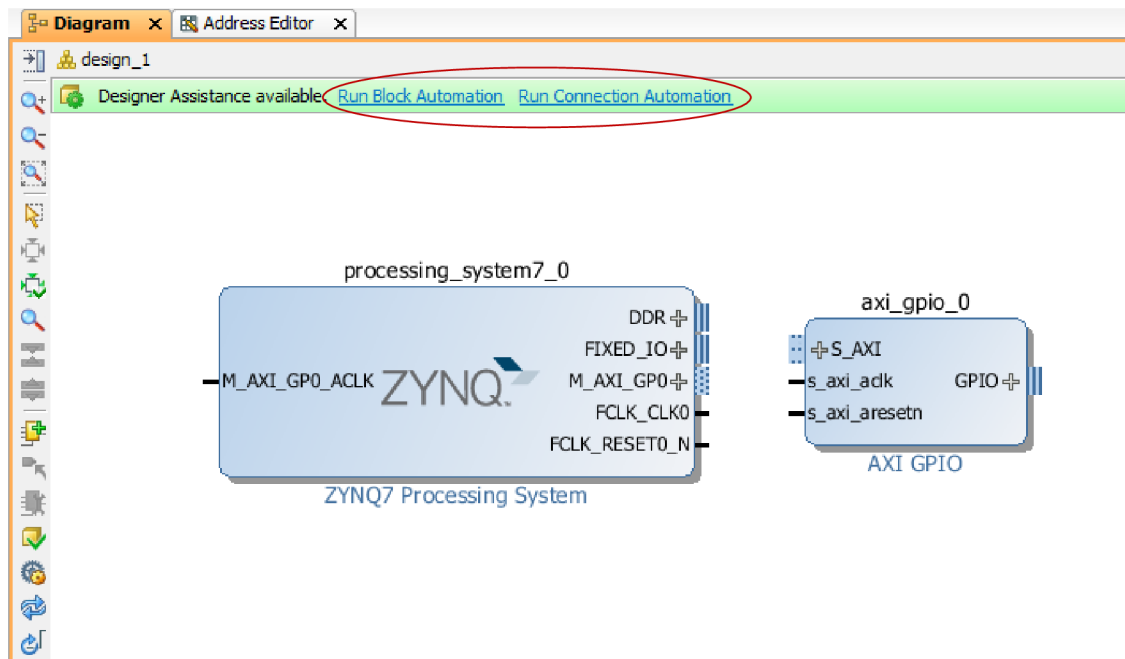 Diagram × Address Editor ×
design_1
Designer Assistance available. Run Block Automation Run Connection Automation
processing_system7_0
DDR
FIXED_IO
M_AXI_GP0_ACLK ZYNQ M_AXI_GP0
FCLK_CLK0
FCLK_RESET0_N
ZYNQ7 Processing System
axi_gpio_0
S_AXI
s_axi_aclk GPIO
s_axi_aresetn
AXI GPIO